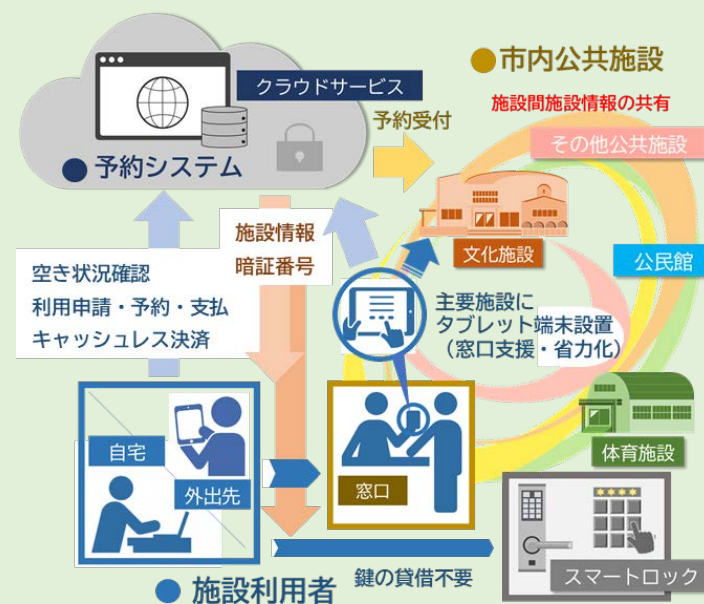 クラウドサービス
●予約システム
●市内公共施設
施設間施設情報の共有
予約受付
その他公共施設
文化施設
公民館
施設情報
暗証番号
空き状況確認
利用申請・予約・支払
キャッシュレス決済
主要施設に
タブレット端末設置
（窓口支援・省力化）
体育施設
自宅
外出先
窓口
****
スマートロック
鍵の貸借不要
●施設利用者